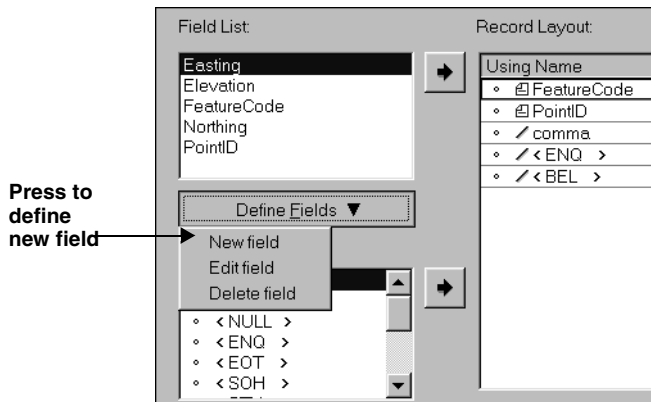 Field List:
Record Layout:
Easting
Elevation
FeatureCode
Northing
PointID
Using Name
FeatureCode
PointID
comma
< ENQ >
< BEL >
Press to
define
new field
Define Fields ▼
New field
Edit field
Delete field
< NULL >
< ENQ >
< EOT >
< SOH >